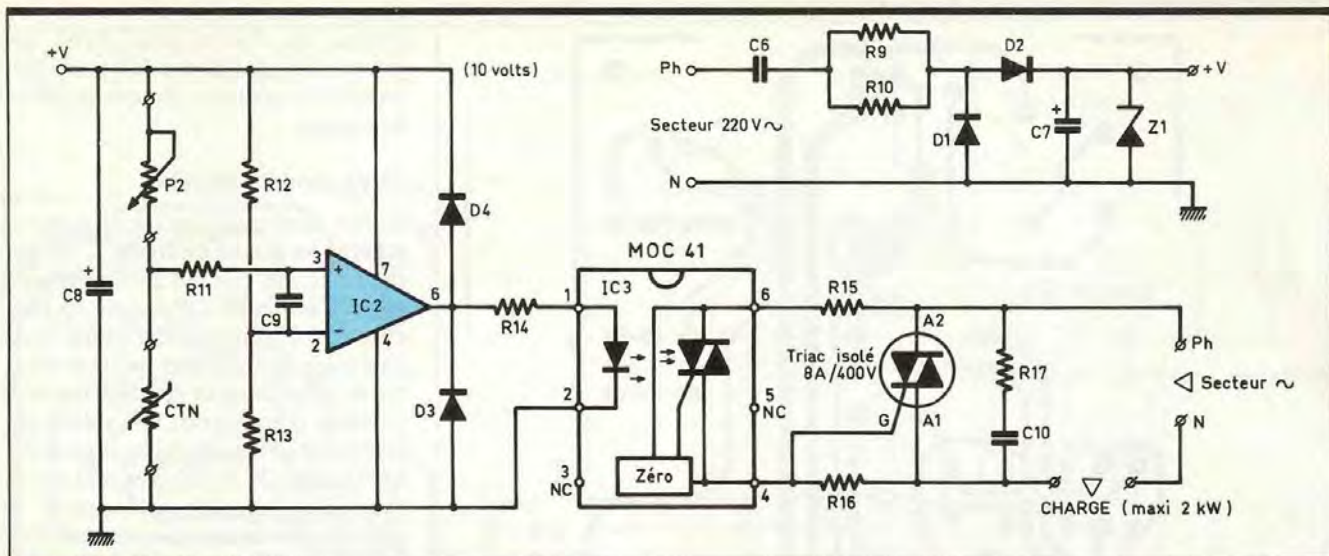 +V
(10 volts)
C8
P2
R12
R11
C9
CTN
R13
3
+
2
−
IC2
7
4
6
D4
D3
R14
MOC 41
IC3
1
2
3
NC
Zéro
6
5
NC
4
R15
A2
Triac isolé
8A/400V
G
A1
R16
R17
C10
Ph
Secteur ~
N
CHARGE (maxi 2 kW)
Ph
C6
R9
R10
D2
+V
Secteur 220 V ~
D1
+
C7
Z1
N
+